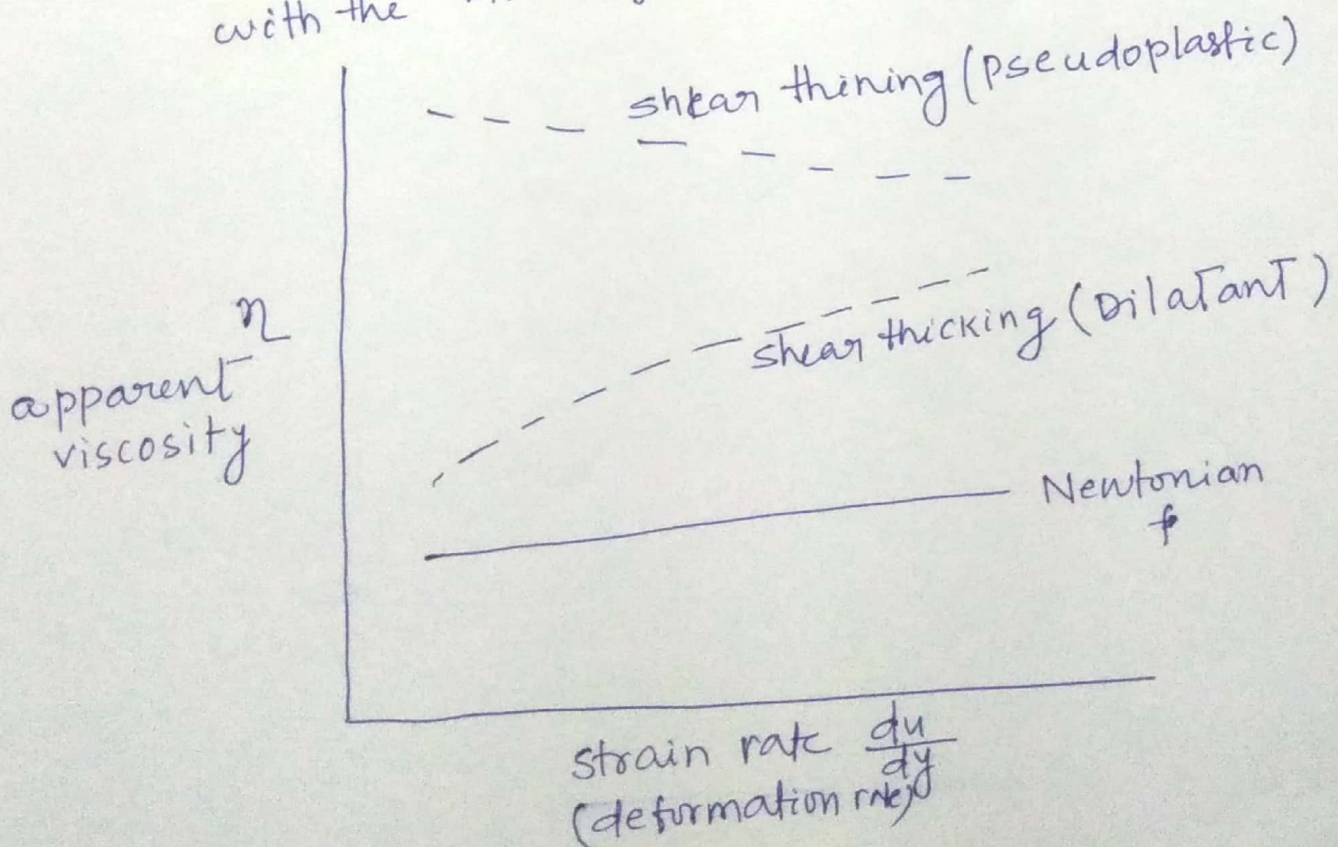 with the
shear thining (Pseudoplastic)
η
apparent
viscosity
shear thicking (Dilatant)
Newtonian
f
strain rate du/dy
(deformation rate)